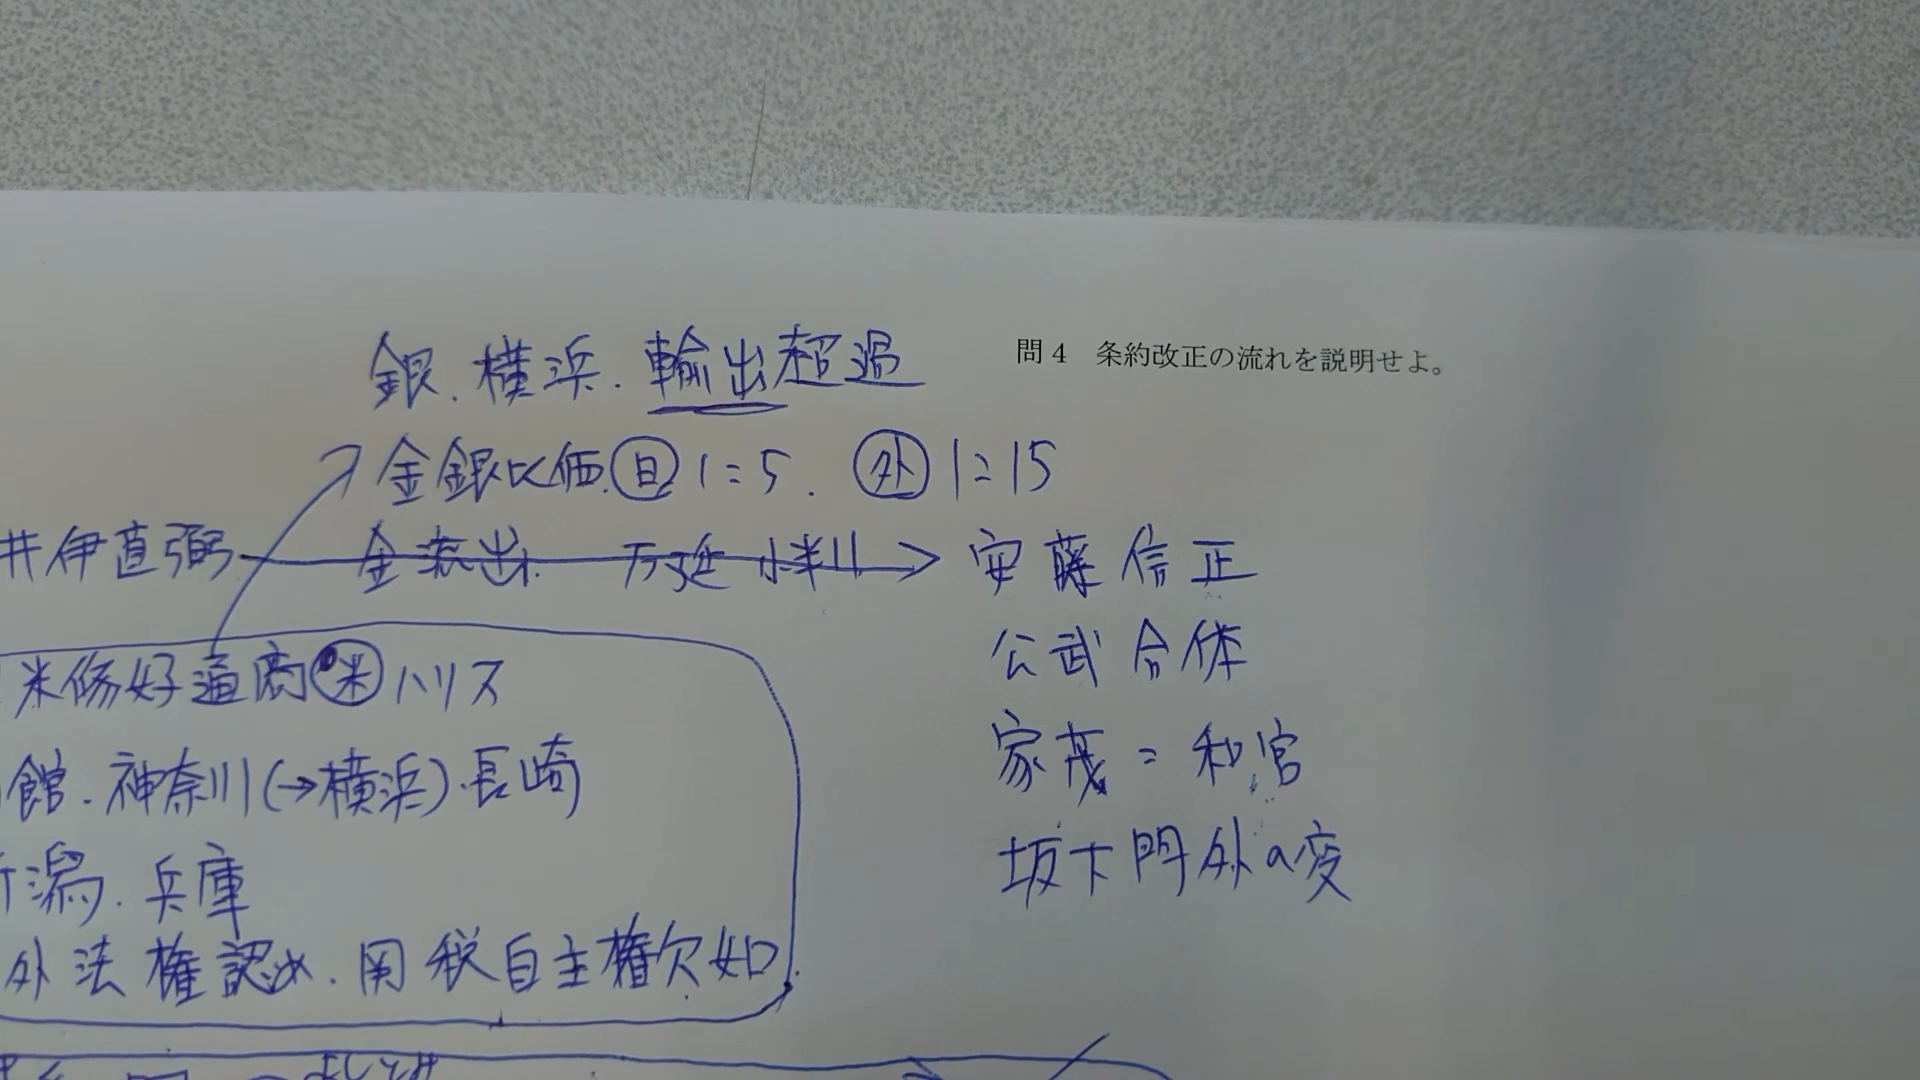 銀.横浜.輸出超過
金銀比価.日1:5. 外1:15
井伊直弼 → 安藤信正
金流出. 万延小判
公武合体
家茂=和宮
坂下門外の変
米修好通商 米 ハリス
館.神奈川(→横浜).長崎
潟.兵庫
外法権認め.関税自主権欠如
問4 条約改正の流れを説明せよ。